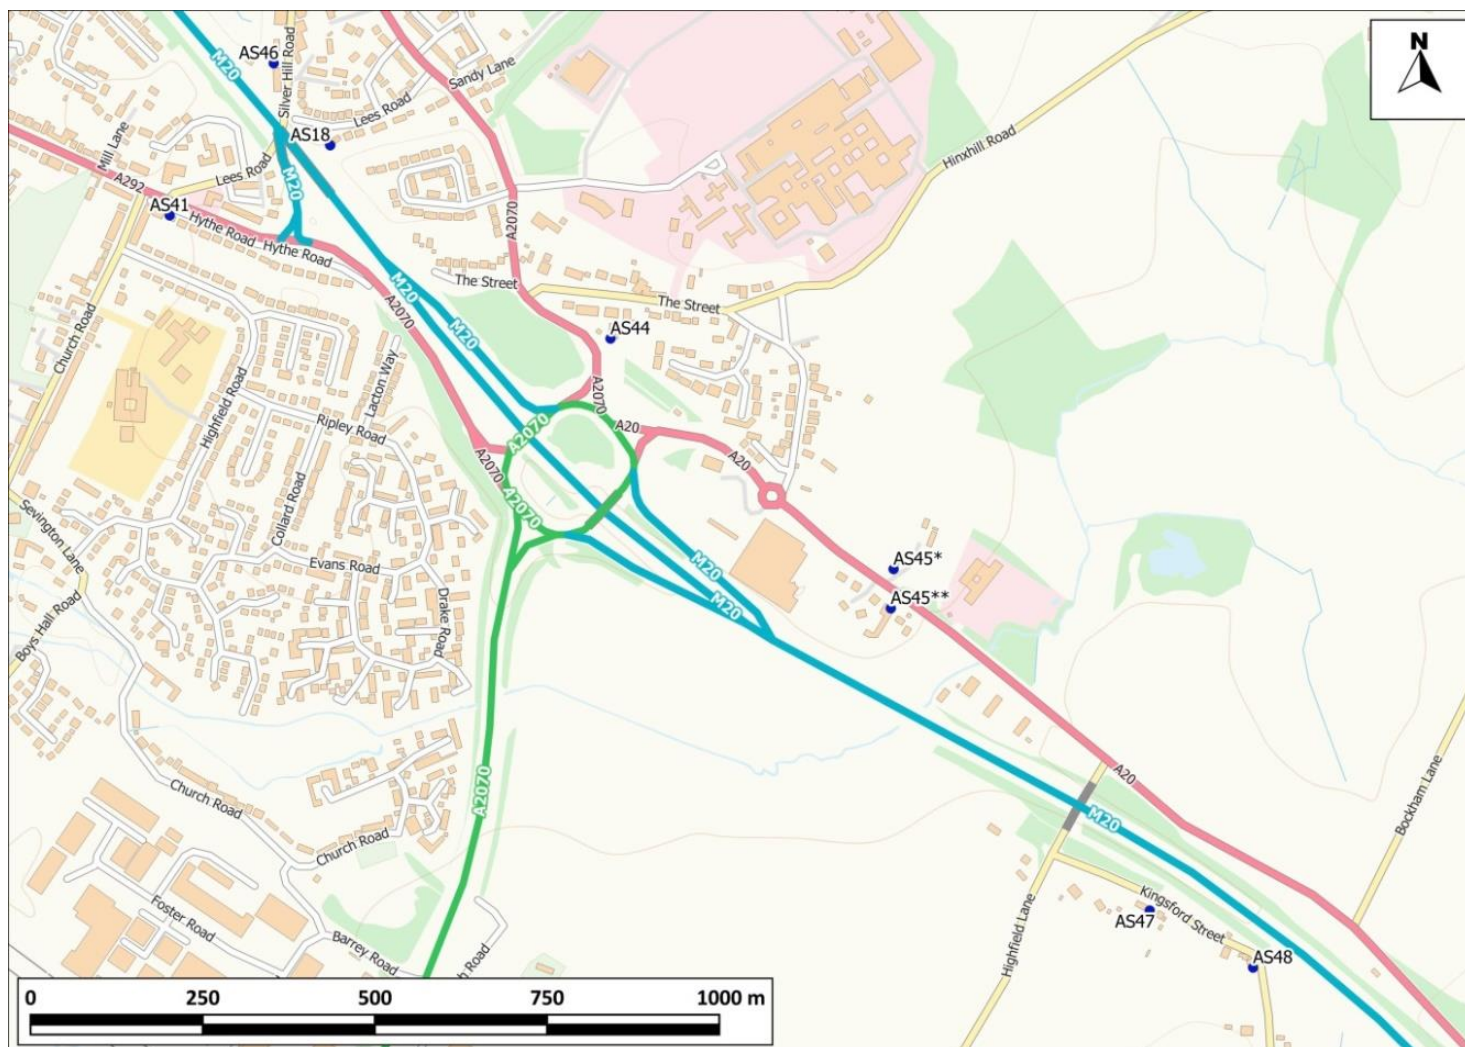 N
M20
AS46
Silver Hill Road
Sandy Lane
Lees Road
AS18
Mill Lane
Lees Road
M20
A292
AS41
Hythe Road
Hythe Road
A2070
Hinxhill Road
The Street
The Street
M20
A2070
M20
AS44
Church Road
Lacton Way
Highfield Road
Ripley Road
A2070
A2070
A20
A20
A2070
A2070
Collard Road
Sevington Lane
Evans Road
Drake Road
Boys Hall Road
M20
M20
AS45*
AS45**
A2070
Church Road
Church Road
A20
M20
Bockham Lane
Foster Road
Barrey Road
Highfield Lane
Kingsford Street
AS47
AS48
h Road
0 250 500 750 1000 m